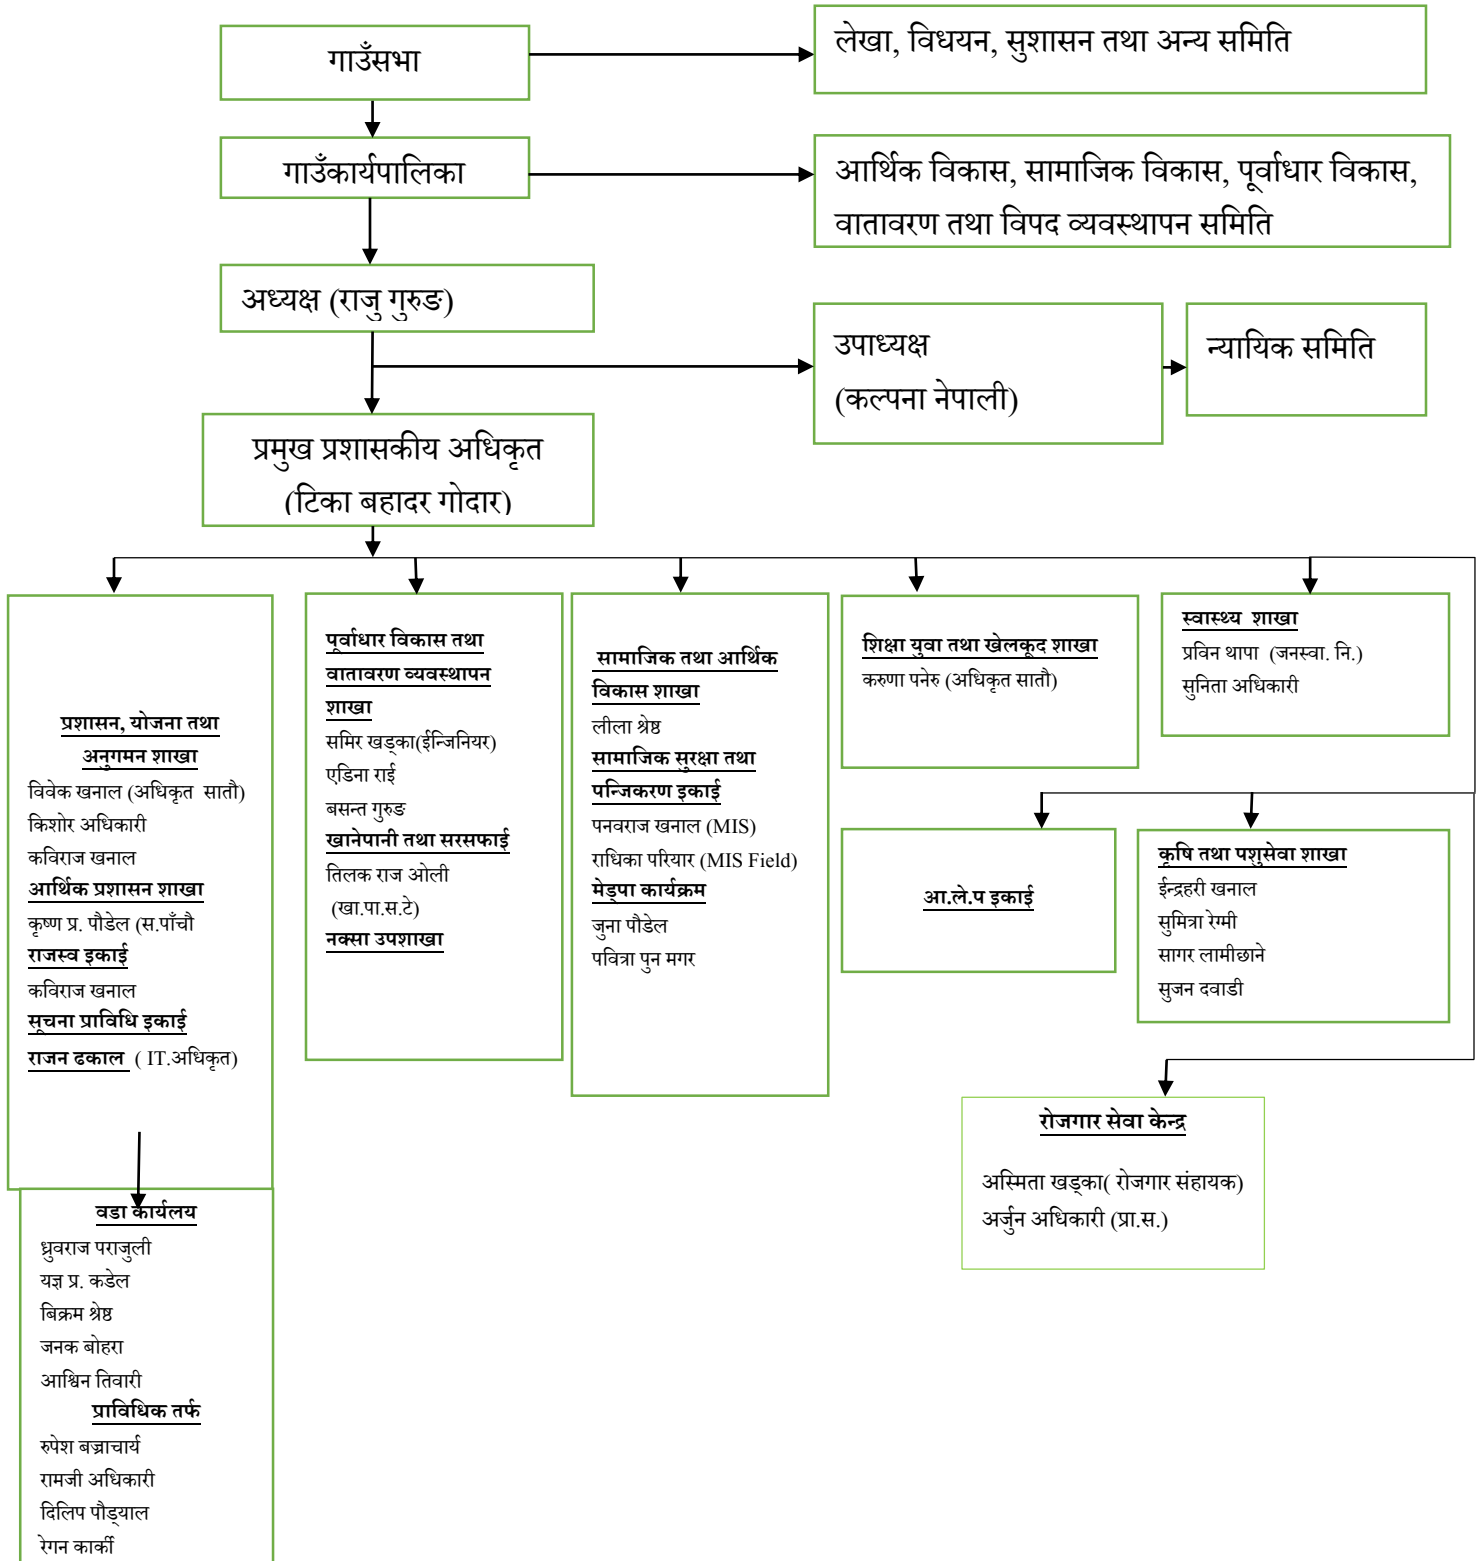 गाउँसभा
लेखा, विधयन, सुशासन तथा अन्य समिति
गाउँकार्यपालिका
आर्थिक विकास, सामाजिक विकास, पूर्वाधार विकास,
वातावरण तथा विपद व्यवस्थापन समिति
अध्यक्ष (राजु गुरुङ)
उपाध्यक्ष
(कल्पना नेपाली)
न्यायिक समिति
प्रमुख प्रशासकीय अधिकृत
(टिका बहादर गोदार)
प्रशासन, योजना तथा
अनुगमन शाखा
विवेक खनाल (अधिकृत सातौ)
किशोर अधिकारी
कविराज खनाल
आर्थिक प्रशासन शाखा
कृष्ण प्र. पौडेल (स.पाँचौ
राजस्व इकाई
कविराज खनाल
सूचना प्राविधि इकाई
राजन ढकाल ( IT.अधिकृत)
पूर्वाधार विकास तथा
वातावरण व्यवस्थापन
शाखा
समिर खड्का(ईन्जिनियर)
एडिना राई
बसन्त गुरुङ
खानेपानी तथा सरसफाई
तिलक राज ओली
(खा.पा.स.टे)
नक्सा उपशाखा
सामाजिक तथा आर्थिक
विकास शाखा
लीला श्रेष्ठ
सामाजिक सुरक्षा तथा
पन्जिकरण इकाई
पनवराज खनाल (MIS)
राधिका परियार (MIS Field)
मेड्पा कार्यक्रम
जुना पौडेल
पवित्रा पुन मगर
शिक्षा युवा तथा खेलकूद शाखा
करुणा पनेरु (अधिकृत सातौ)
स्वास्थ्य शाखा
प्रविन थापा (जनस्वा. नि.)
सुनिता अधिकारी
आ.ले.प इकाई
कृषि तथा पशुसेवा शाखा
ईन्द्रहरी खनाल
सुमित्रा रेग्मी
सागर लामीछाने
सुजन दवाडी
रोजगार सेवा केन्द्र
अस्मिता खड्का( रोजगार संहायक)
अर्जुन अधिकारी (प्रा.स.)
वडा कार्यलय
ध्रुवराज पराजुली
यज्ञ प्र. कडेल
बिक्रम श्रेष्ठ
जनक बोहरा
आश्विन तिवारी
प्राविधिक तर्फ
रुपेश बज्राचार्य
रामजी अधिकारी
दिलिप पौड्याल
रेगन कार्की